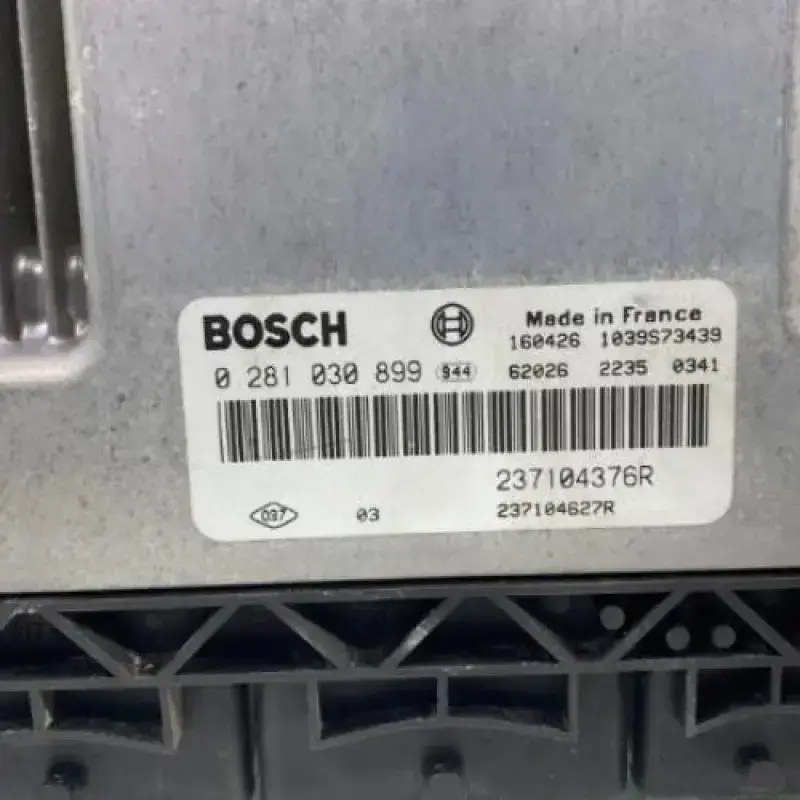 BOSCH
Made in France
160426 1039S73439
0 281 030 899 944 62026 2235 0341
237104376R
037 03 237104627R